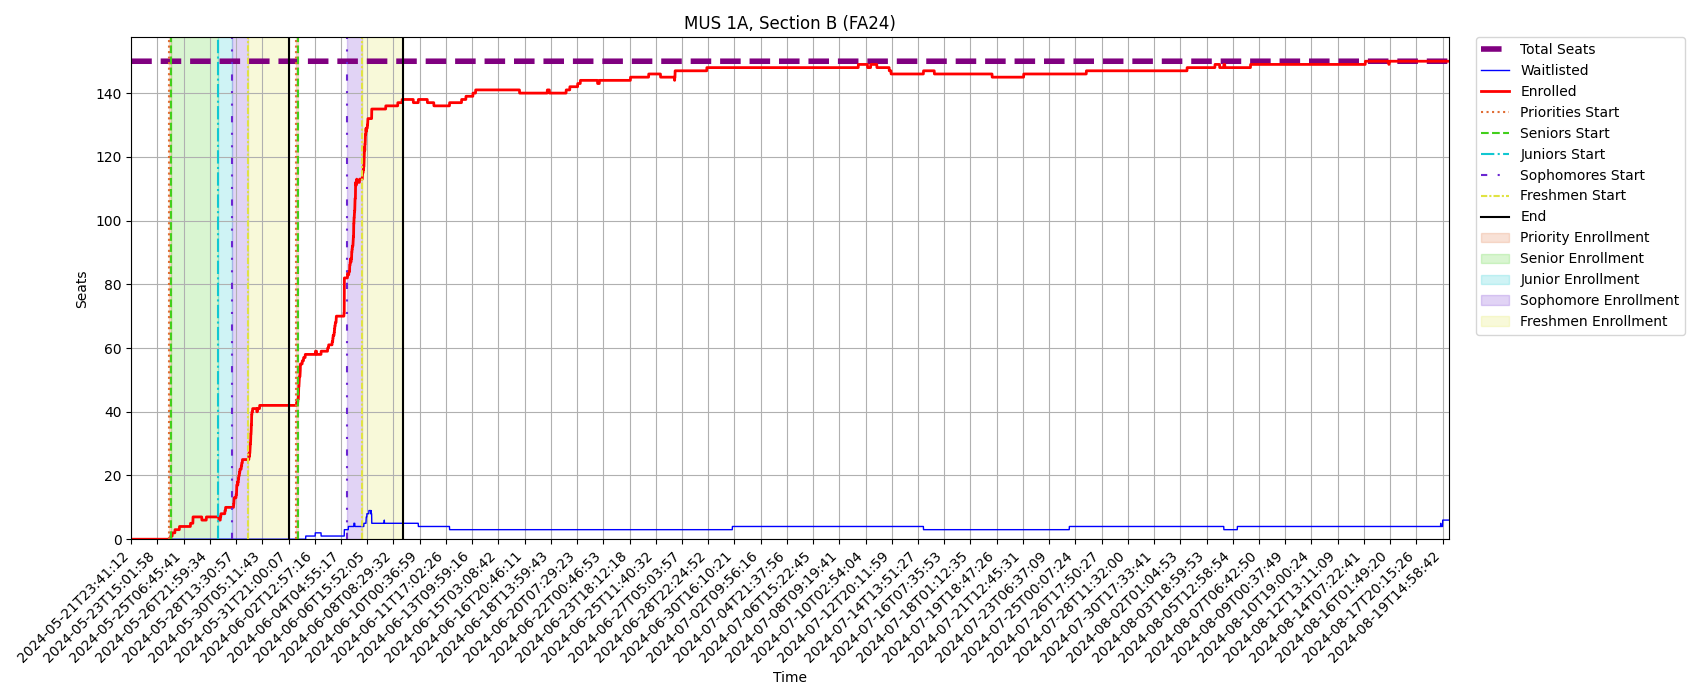 MUS 1A, Section B (FA24)
Seats
140
120
100
80
60
40
20
0
2024-05-21T23:41:12
2024-05-23T15:01:58
2024-05-25T06:45:41
2024-05-26T21:59:34
2024-05-28T13:30:57
2024-05-30T05:11:43
2024-05-31T21:00:07
2024-06-02T12:57:16
2024-06-04T04:55:17
2024-06-06T15:52:05
2024-06-08T08:29:32
2024-06-10T00:36:59
2024-06-11T17:02:26
2024-06-13T09:59:16
2024-06-15T03:08:42
2024-06-16T20:46:11
2024-06-18T13:59:43
2024-06-20T07:29:23
2024-06-22T00:46:53
2024-06-23T18:12:18
2024-06-25T11:40:32
2024-06-27T05:03:57
2024-06-28T22:24:52
2024-06-30T16:10:21
2024-07-02T09:56:16
2024-07-04T21:37:56
2024-07-06T15:22:45
2024-07-08T09:19:41
2024-07-10T02:54:04
2024-07-12T20:11:59
2024-07-14T13:51:27
2024-07-16T07:35:53
2024-07-18T01:12:35
2024-07-19T18:47:26
2024-07-21T12:45:31
2024-07-23T06:37:09
2024-07-25T00:07:24
2024-07-26T17:50:27
2024-07-28T11:32:00
2024-07-30T17:33:41
2024-08-02T01:04:53
2024-08-03T18:59:53
2024-08-05T12:58:54
2024-08-07T06:42:50
2024-08-09T00:37:49
2024-08-10T19:00:24
2024-08-12T13:11:09
2024-08-14T07:22:41
2024-08-16T01:49:20
2024-08-17T20:15:26
2024-08-19T14:58:42
Time
Total Seats
Waitlisted
Enrolled
Priorities Start
Seniors Start
Juniors Start
Sophomores Start
Freshmen Start
End
Priority Enrollment
Senior Enrollment
Junior Enrollment
Sophomore Enrollment
Freshmen Enrollment